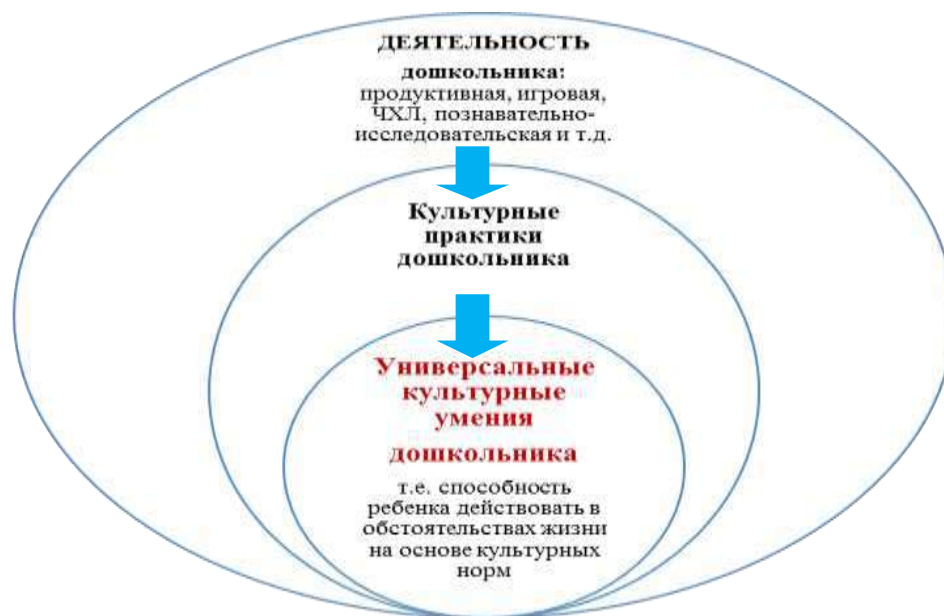 ДЕЯТЕЛЬНОСТЬ
дошкольника:
продуктивная, игровая,
ЧХЛ, познавательно-
исследовательская и т.д.
Культурные
практики
дошкольника
Универсальные
культурные
умения
дошкольника
т.е. способность
ребенка действовать в
обстоятельствах жизни
на основе культурных
норм